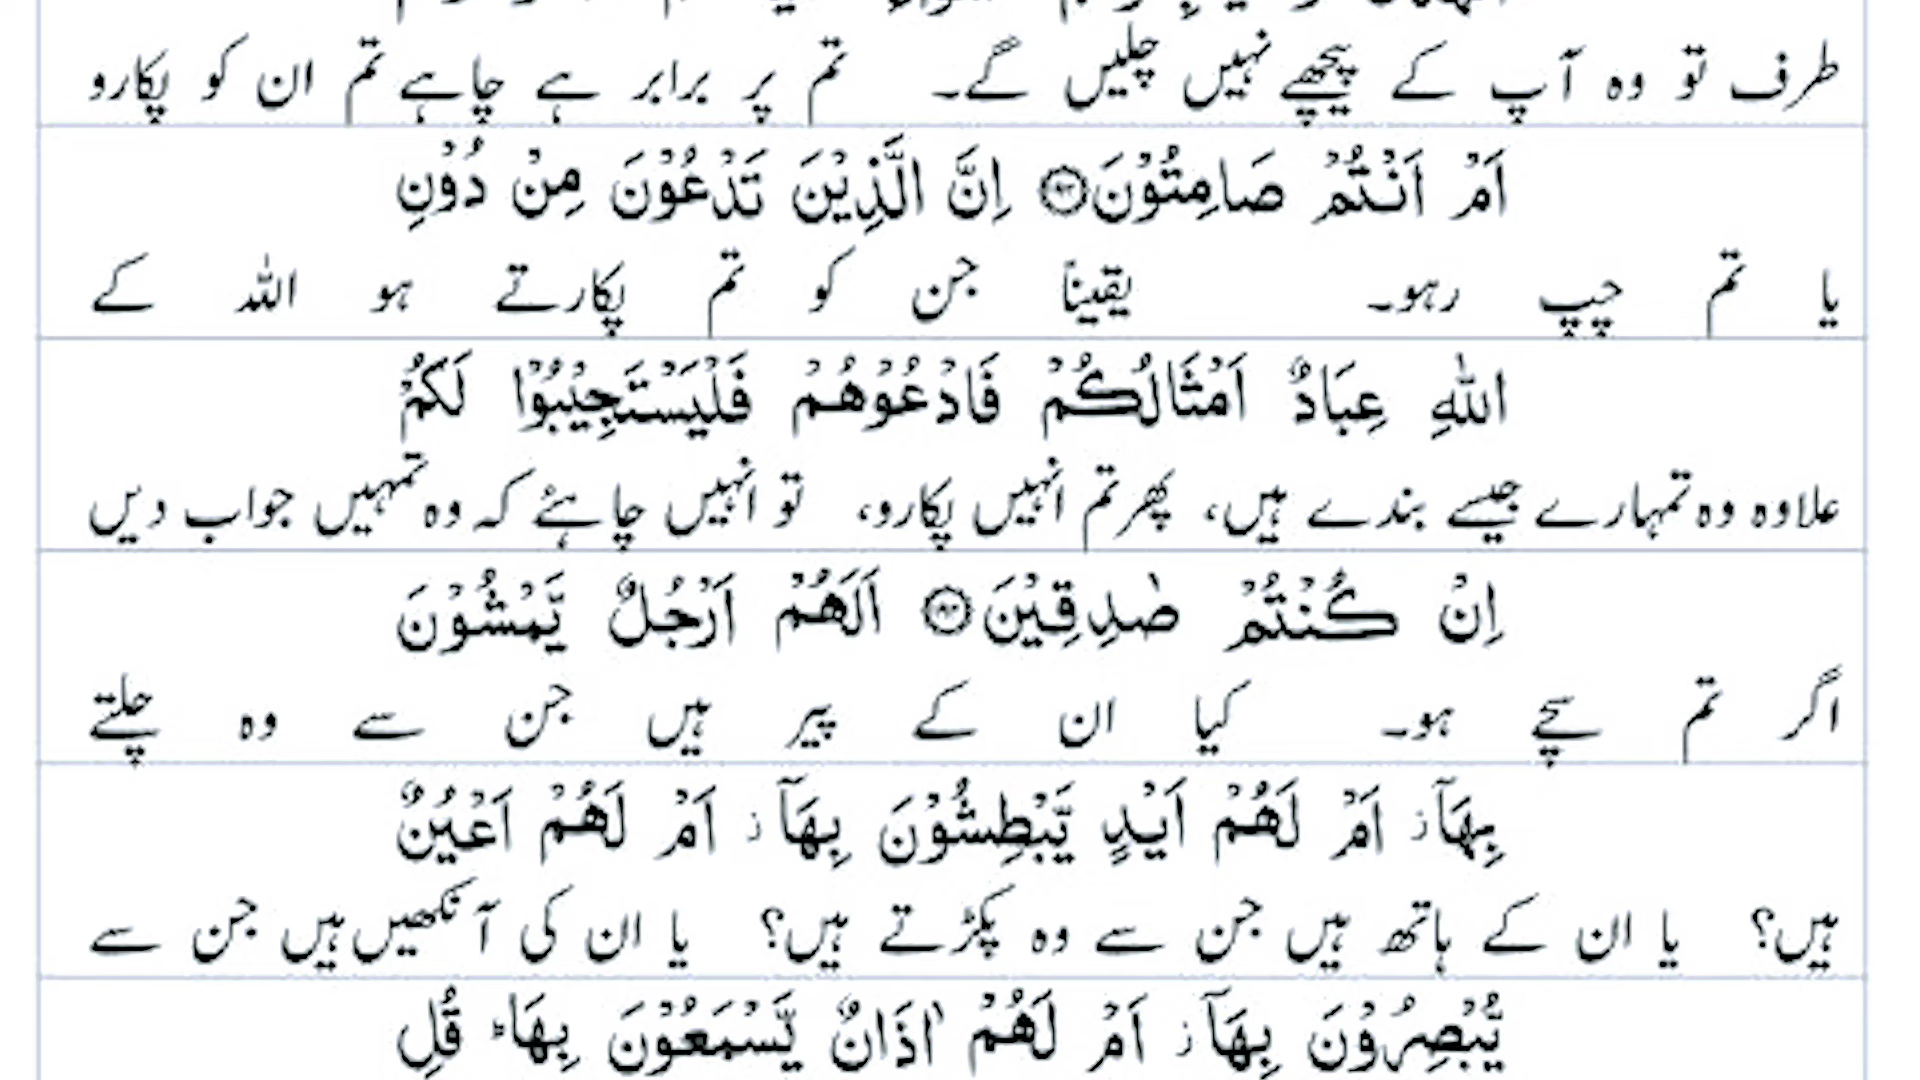 طرف تو وہ آپ کے پیچھے نہیں چلیں گے۔ تم پر برابر ہے چاہے تم ان کو پکارو
اَمۡ اَنۡتُمۡ صَامِتُوۡنَ ﴿۱۹۳﴾ اِنَّ الَّذِیۡنَ تَدۡعُوۡنَ مِنۡ دُوۡنِ
یا تم چپ رہو۔ یقیناً جن کو تم پکارتے ہو اللہ کے
اللّٰہِ عِبَادٌ اَمۡثَالُکُمۡ فَادۡعُوۡہُمۡ فَلۡیَسۡتَجِیۡبُوۡا لَکُمۡ
علاوہ وہ تمہارے جیسے بندے ہیں، پھر تم انہیں پکارو، تو انہیں چاہئے کہ وہ تمہیں جواب دیں
اِنۡ کُنۡتُمۡ صٰدِقِیۡنَ ﴿۱۹۴﴾ اَلَہُمۡ اَرۡجُلٌ یَّمۡشُوۡنَ
اگر تم سچے ہو۔ کیا ان کے پیر ہیں جن سے وہ چلتے
بِہَاۤ ۫ اَمۡ لَہُمۡ اَیۡدٍ یَّبۡطِشُوۡنَ بِہَاۤ ۫ اَمۡ لَہُمۡ اَعۡیُنٌ
ہیں؟ یا ان کے ہاتھ ہیں جن سے وہ پکڑتے ہیں؟ یا ان کی آنکھیں ہیں جن سے
یُّبۡصِرُوۡنَ بِہَاۤ ۫ اَمۡ لَہُمۡ اٰذَانٌ یَّسۡمَعُوۡنَ بِہَا ؕ قُلِ